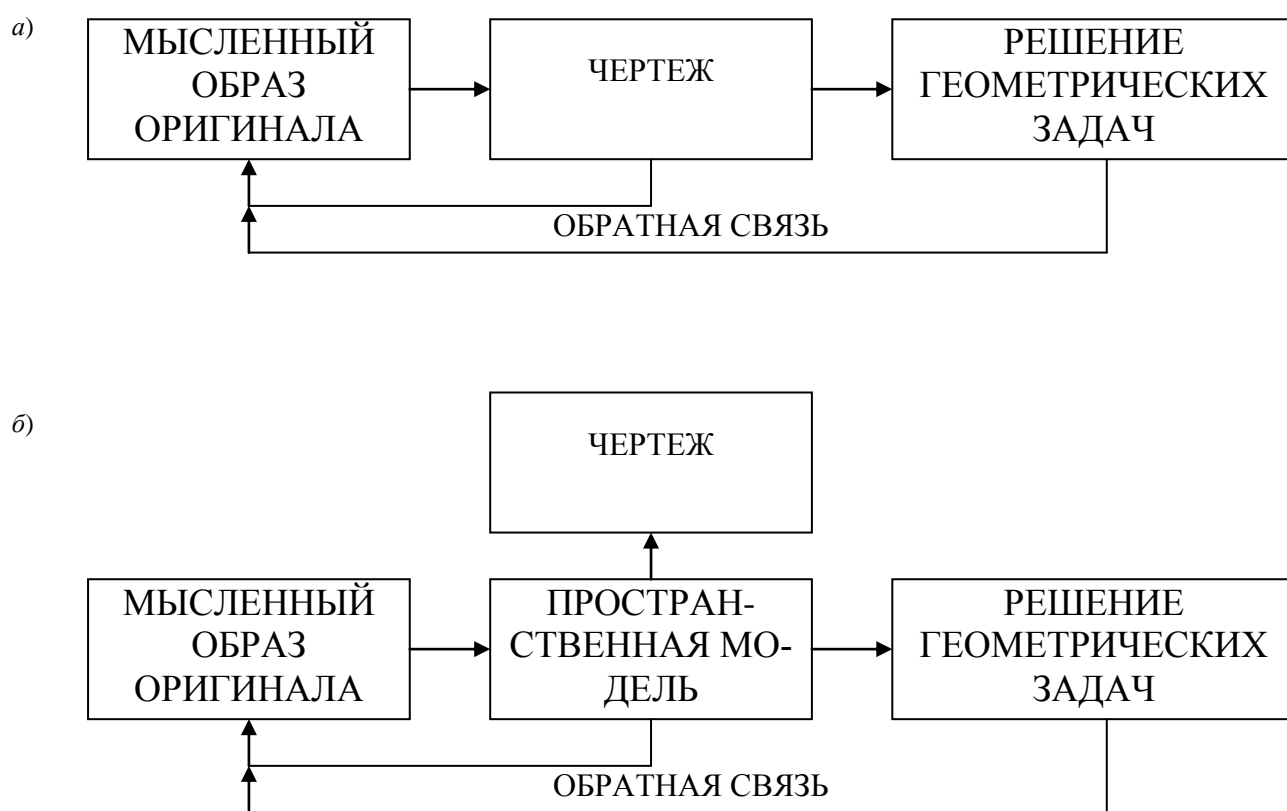 а)
МЫСЛЕННЫЙ
ОБРАЗ
ОРИГИНАЛА
ЧЕРТЕЖ
РЕШЕНИЕ
ГЕОМЕТРИЧЕСКИХ
ЗАДАЧ
ОБРАТНАЯ СВЯЗЬ
б)
ЧЕРТЕЖ
МЫСЛЕННЫЙ
ОБРАЗ
ОРИГИНАЛА
ПРОСТРАН-
СТВЕННАЯ МО-
ДЕЛЬ
РЕШЕНИЕ
ГЕОМЕТРИЧЕСКИХ
ЗАДАЧ
ОБРАТНАЯ СВЯЗЬ